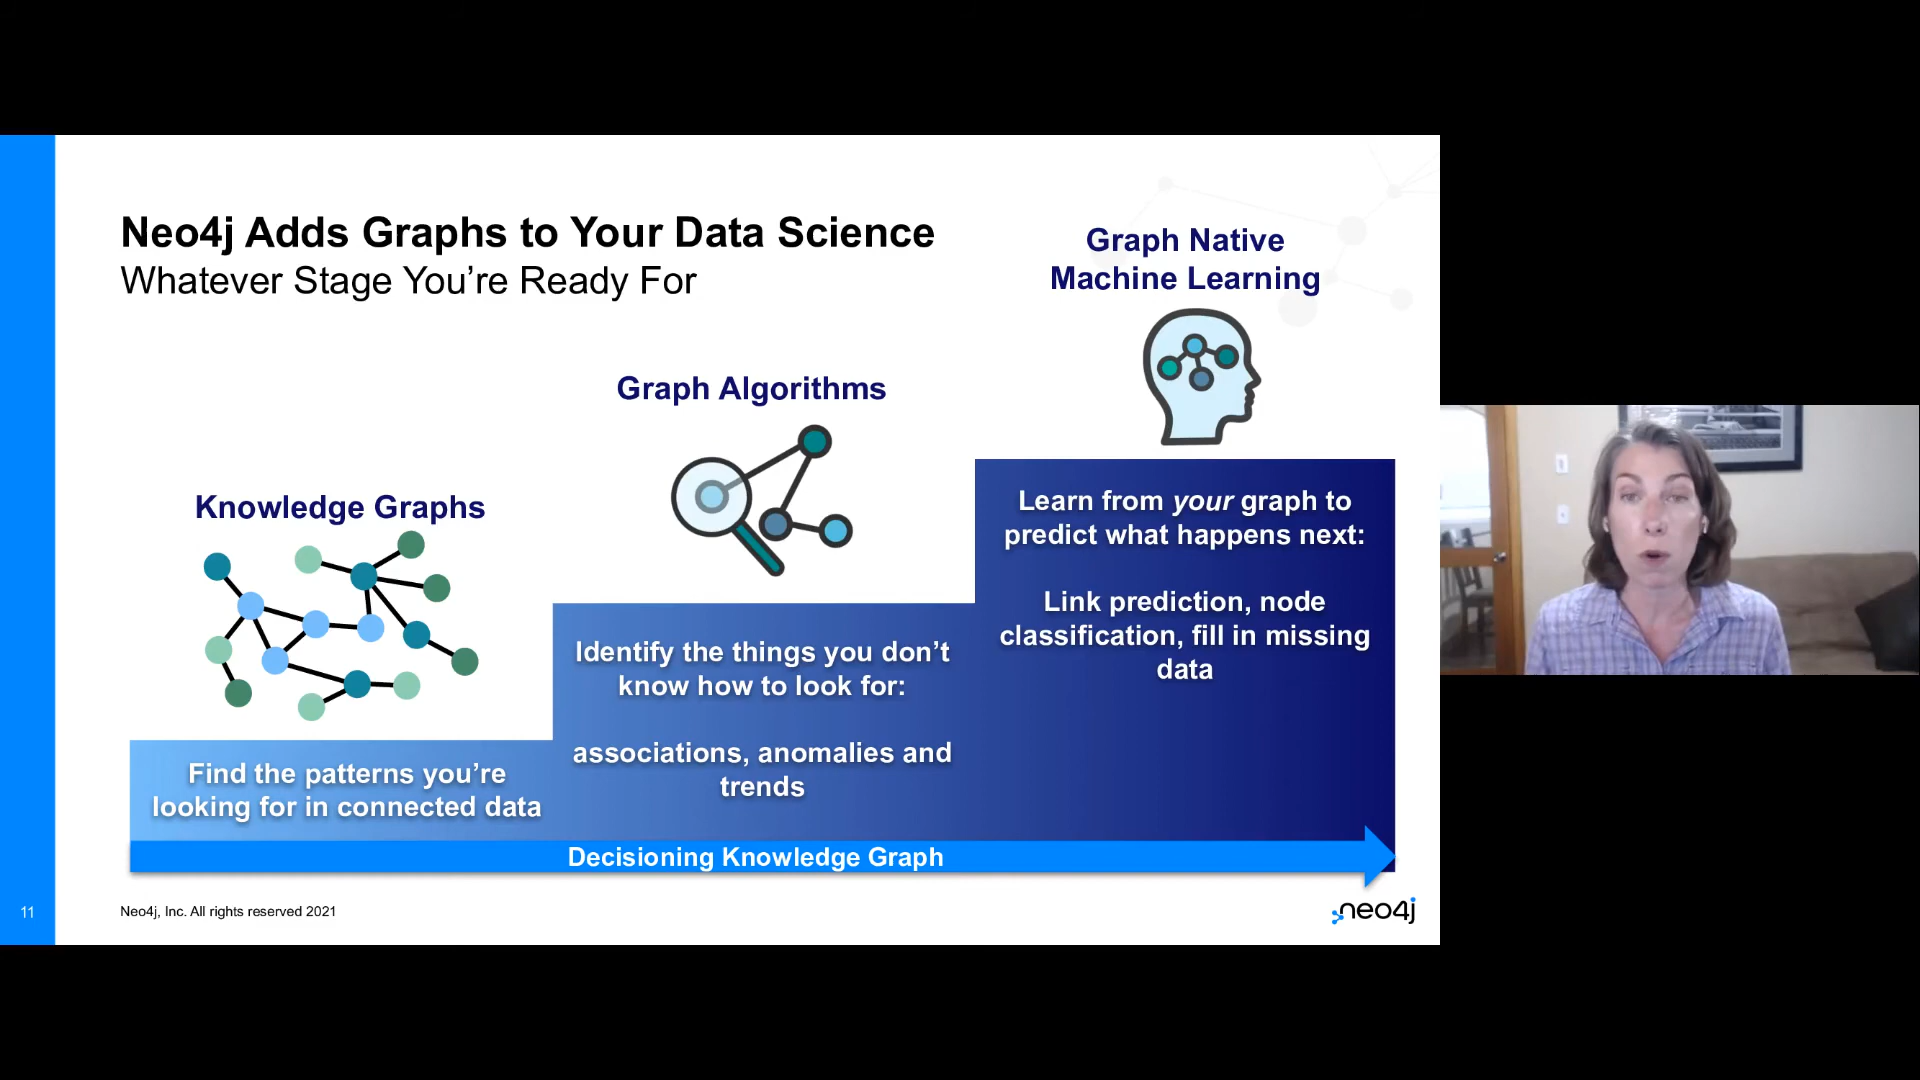 Neo4j Adds Graphs to Your Data Science
Whatever Stage You’re Ready For
Knowledge Graphs
Find the patterns you’re
looking for in connected data
Graph Algorithms
Identify the things you don’t
know how to look for:
associations, anomalies and
trends
Graph Native
Machine Learning
Learn from your graph to
predict what happens next:
Link prediction, node
classification, fill in missing
data
Decisioning Knowledge Graph
11
Neo4j, Inc. All rights reserved 2021
neo4j